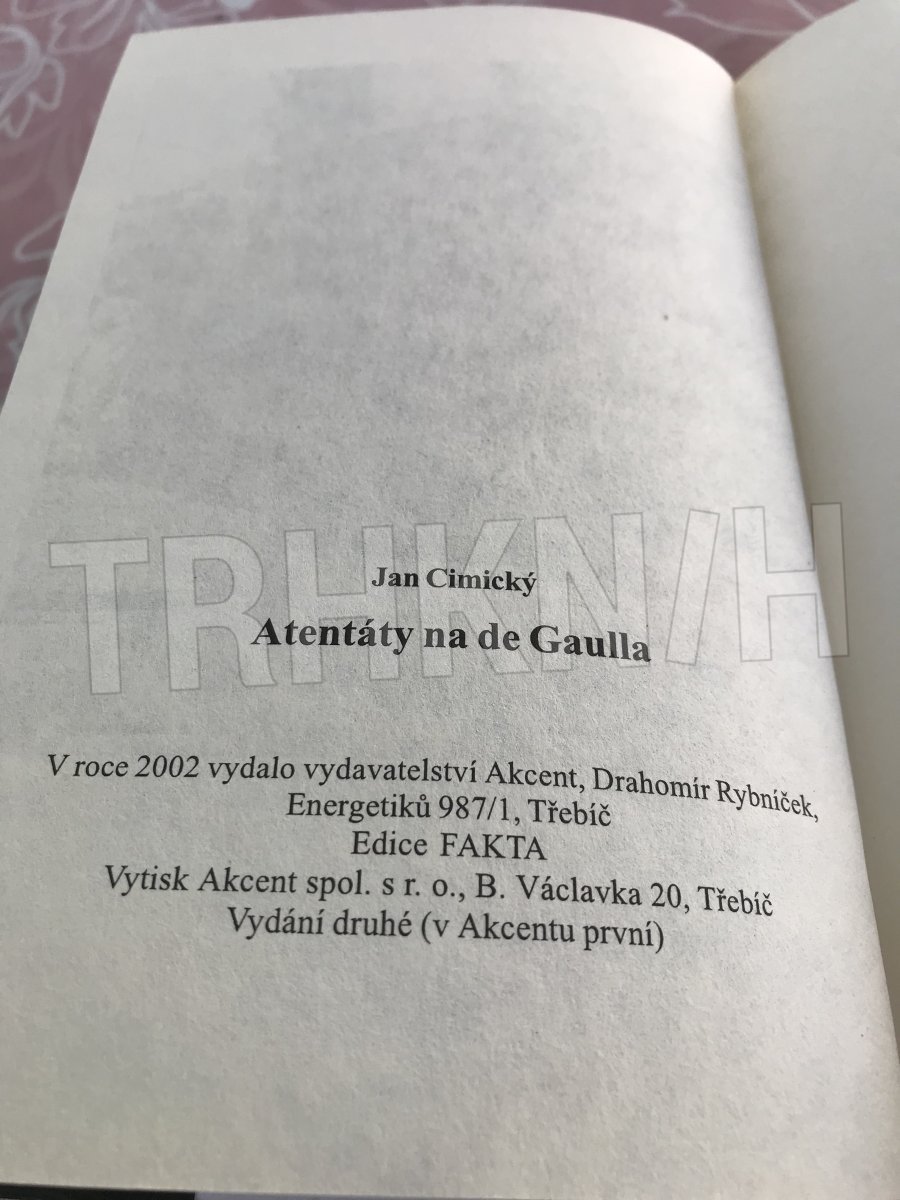 TRHKN/H
Jan Cimický
Atentáty na de Gaulla
V roce 2002 vydalo vydavatelství Akcent, Drahomír Rybníček,
Energetiků 987/1, Třebíč
Edice FAKTA
Vytisk Akcent spol. s r. o., B. Václavka 20, Třebíč
Vydání druhé (v Akcentu první)